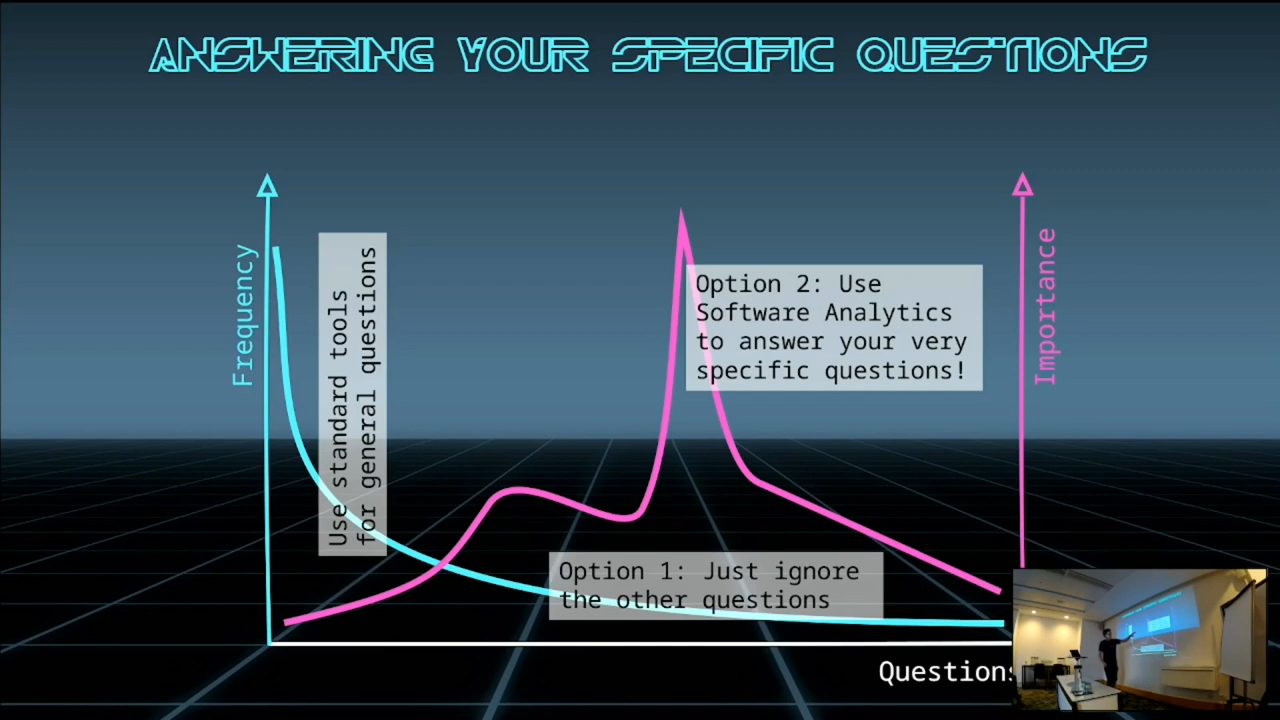 ANSWERING YOUR SPECIFIC QUESTIONS
Frequency
Use standard tools
for general questions
Option 2: Use
Software Analytics
to answer your very
specific questions!
Importance
Option 1: Just ignore
the other questions
Questions